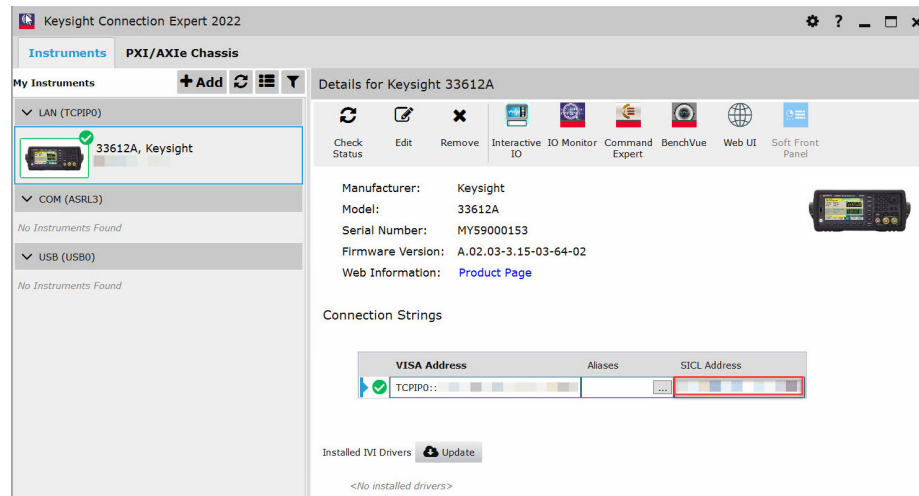 Keysight Connection Expert 2022
Instruments PXI/AXIe Chassis
My Instruments Add
LAN (TCPIP0)
33612A, Keysight
COM (ASRL3)
No Instruments Found
USB (USB0)
No Instruments Found
Details for Keysight 33612A
Check Status Edit Remove Interactive IO IO Monitor Command Expert BenchVue Web UI Soft Front Panel
Manufacturer: Keysight
Model: 33612A
Serial Number: MY59000153
Firmware Version: A.02.03-3.15-03-64-02
Web Information: Product Page
Connection Strings
VISA Address Aliases SICL Address
TCPIP0:: ...
Installed IVI Drivers Update
<No installed drivers>